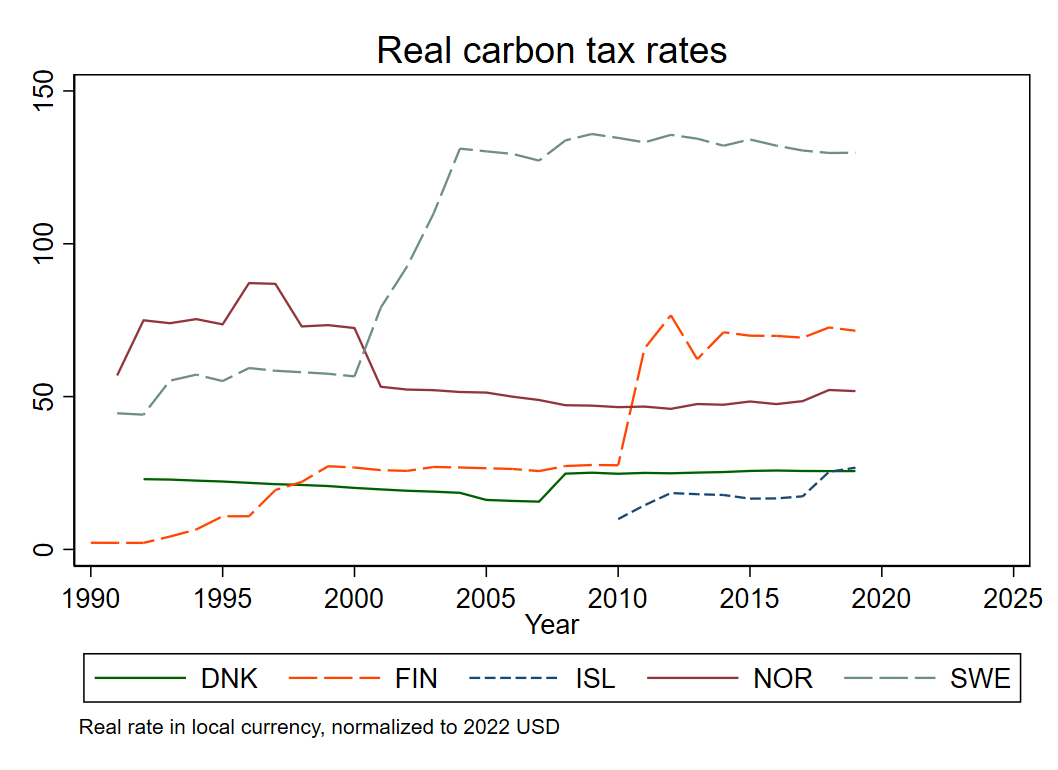 Real carbon tax rates
150
100
50
0
1990 1995 2000 2005 2010 2015 2020 2025
Year
DNK FIN ISL NOR SWE
Real rate in local currency, normalized to 2022 USD